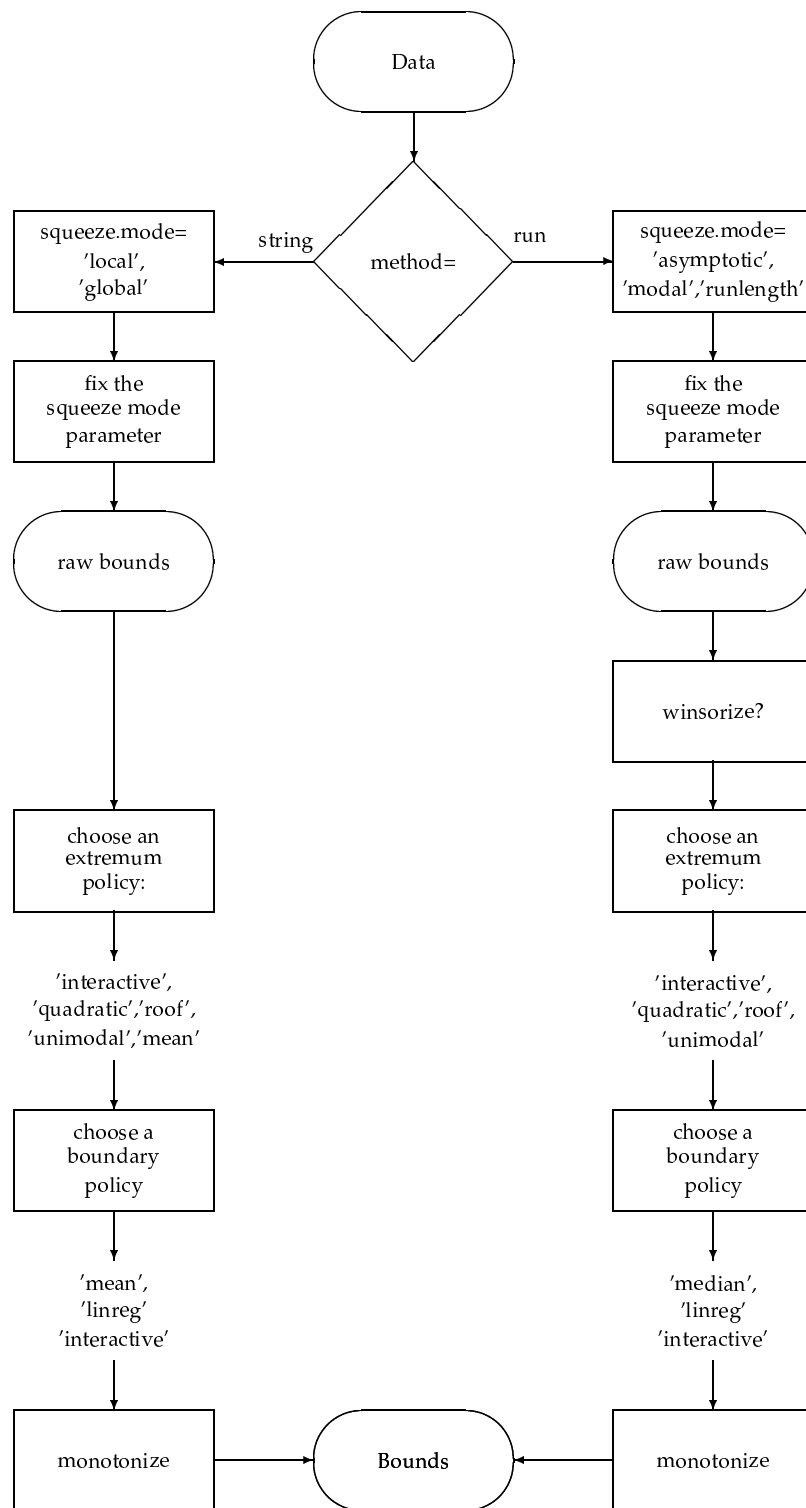 Data
method=
string
run
squeeze.mode=
'local',
'global'
fix the
squeeze mode
parameter
raw bounds
choose an
extremum
policy:
'interactive',
'quadratic','roof',
'unimodal','mean'
choose a
boundary
policy
'mean',
'linreg'
'interactive'
monotonize
squeeze.mode=
'asymptotic',
'modal','runlength'
fix the
squeeze mode
parameter
raw bounds
winsorize?
choose an
extremum
policy:
'interactive',
'quadratic','roof',
'unimodal'
choose a
boundary
policy
'median',
'linreg'
'interactive'
monotonize
Bounds